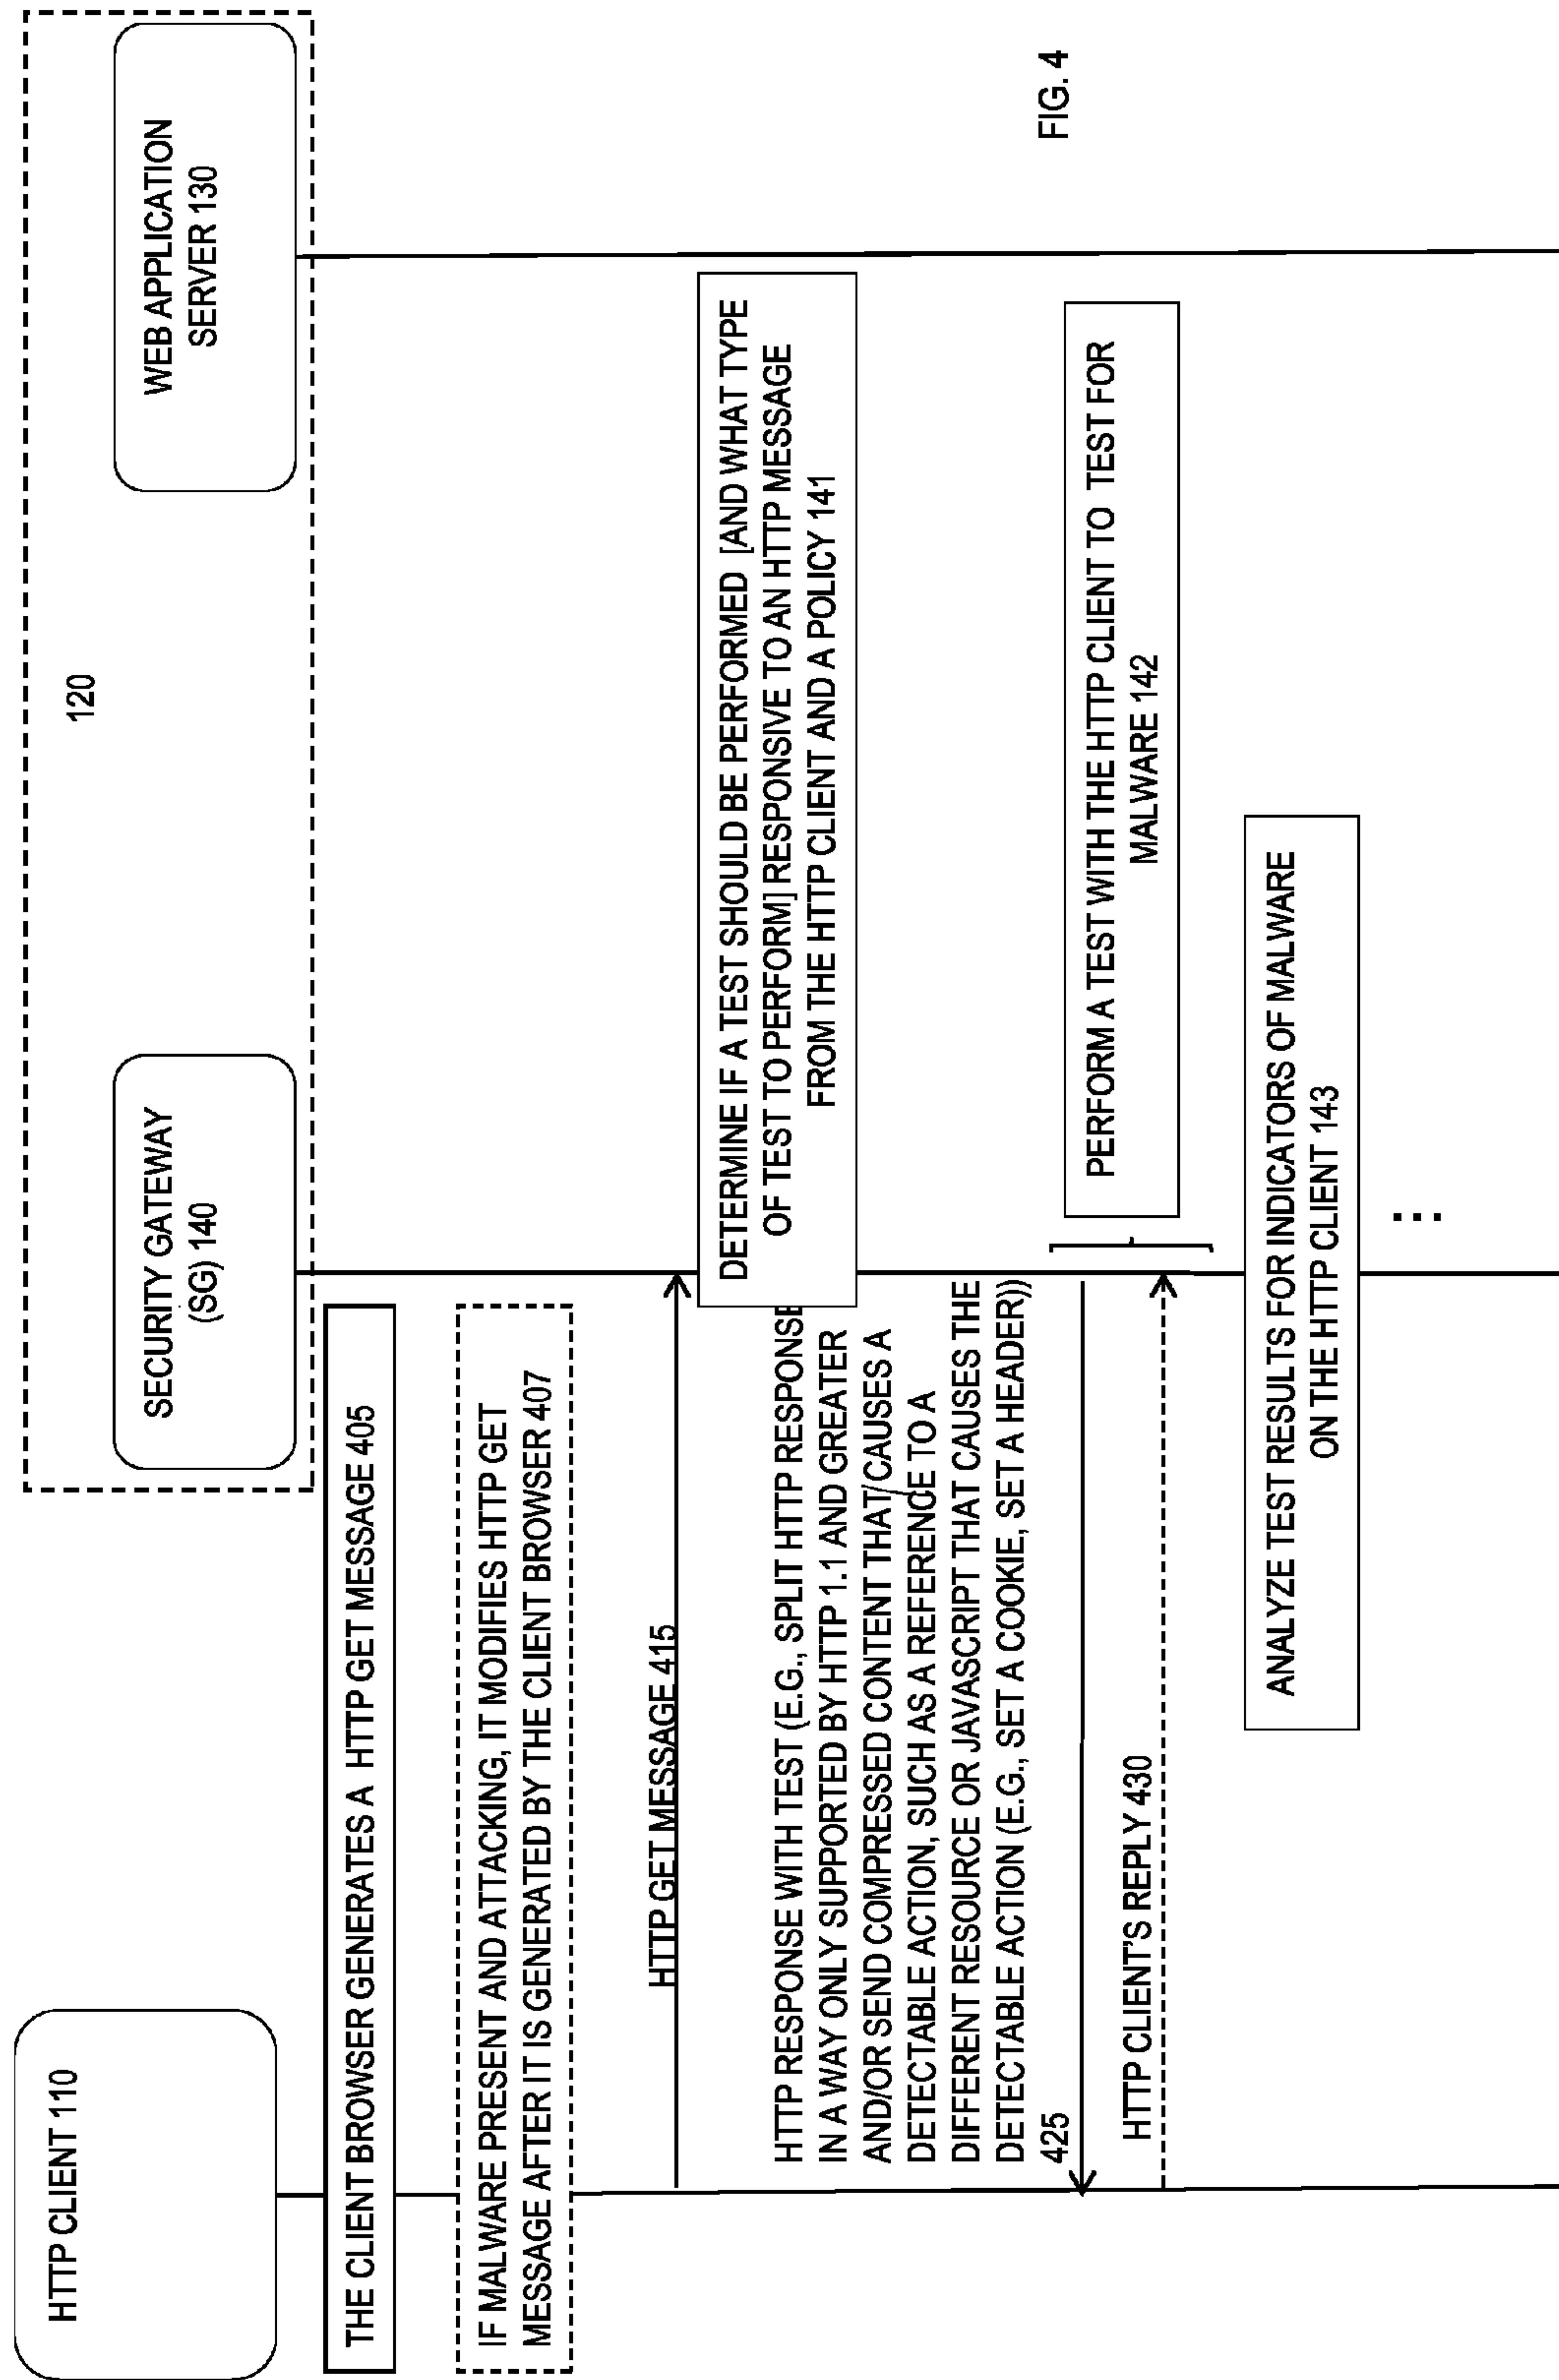 120
HTTP CLIENT 110
SECURITY GATEWAY
(SG) 140
WEB APPLICATION
SERVER 130
THE CLIENT BROWSER GENERATES A HTTP GET MESSAGE 405
IF MALWARE PRESENT AND ATTACKING, IT MODIFIES HTTP GET
MESSAGE AFTER IT IS GENERATED BY THE CLIENT BROWSER 407
HTTP GET MESSAGE 415
DETERMINE IF A TEST SHOULD BE PERFORMED [AND WHAT TYPE
OF TEST TO PERFORM] RESPONSIVE TO AN HTTP MESSAGE
FROM THE HTTP CLIENT AND A POLICY 141
HTTP RESPONSE WITH TEST (E.G., SPLIT HTTP RESPONSE
IN A WAY ONLY SUPPORTED BY HTTP 1.1 AND GREATER
AND/OR SEND COMPRESSED CONTENT THAT CAUSES A
DETECTABLE ACTION, SUCH AS A REFERENCE TO A
DIFFERENT RESOURCE OR JAVASCRIPT THAT CAUSES THE
DETECTABLE ACTION (E.G., SET A COOKIE, SET A HEADER))
425
PERFORM A TEST WITH THE HTTP CLIENT TO TEST FOR
MALWARE 142
HTTP CLIENT'S REPLY 430
ANALYZE TEST RESULTS FOR INDICATORS OF MALWARE
ON THE HTTP CLIENT 143
...
FIG. 4